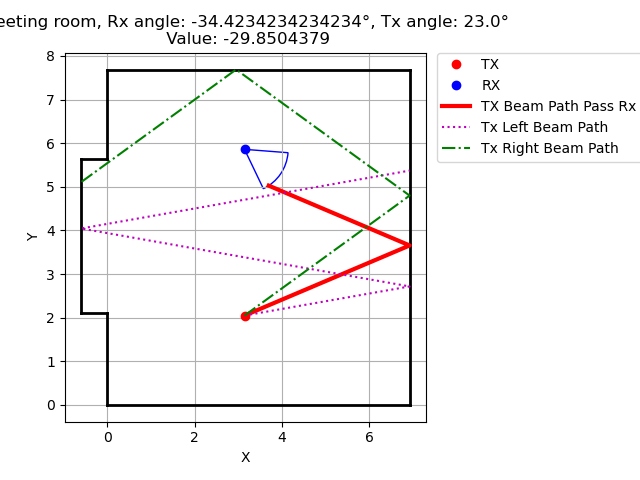 eeting room, Rx angle: -34.4234234234234°, Tx angle: 23.0°
Value: -29.8504379
TX
RX
TX Beam Path Pass Rx
Tx Left Beam Path
Tx Right Beam Path
8
7
6
5
4
3
2
1
0
Y
0 2 4 6
X